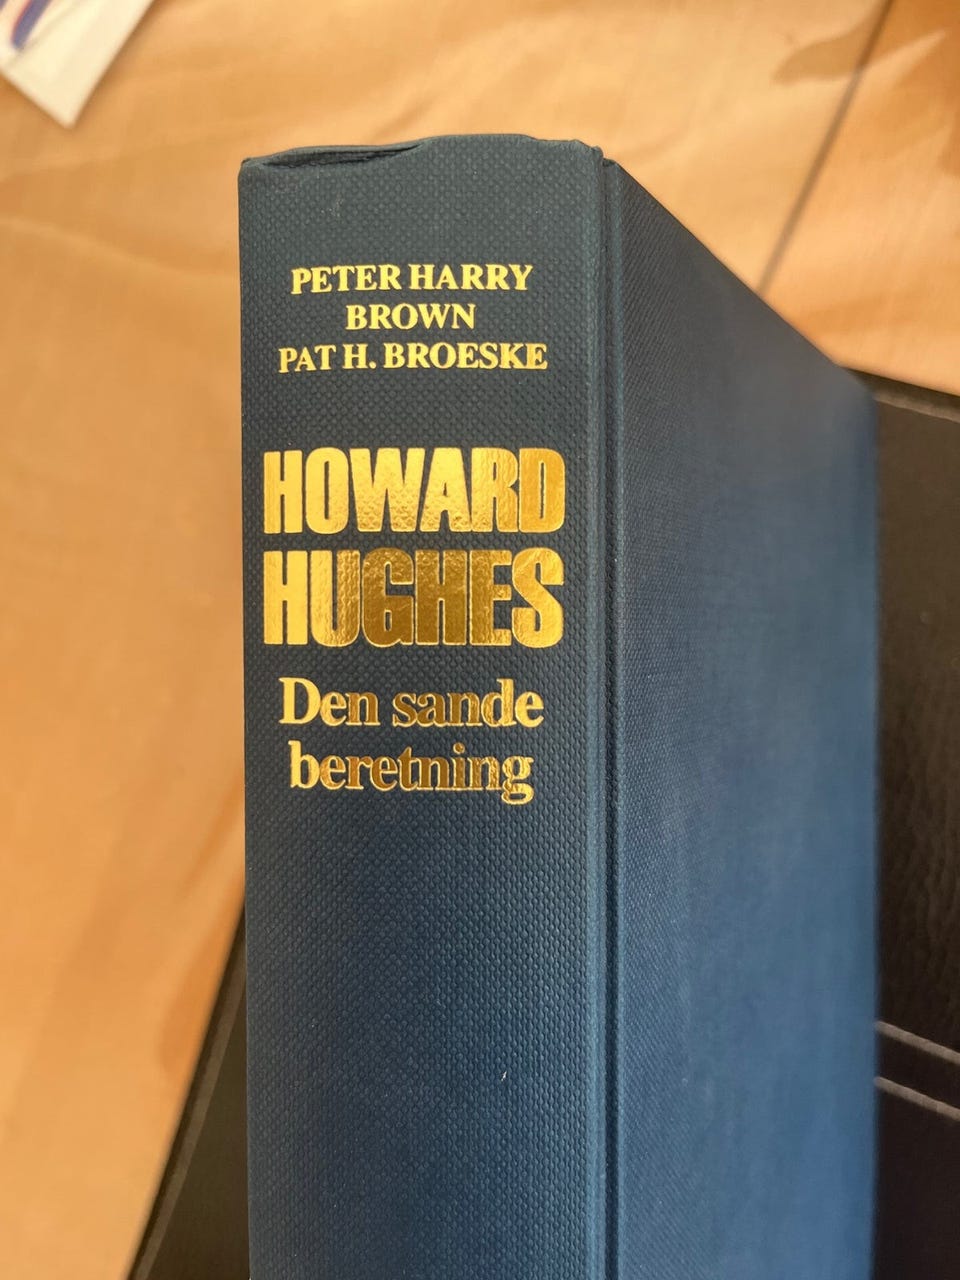 PETER HARRY
BROWN
PAT H. BROESKE
HOWARD
HUGHES
Den sande
beretning